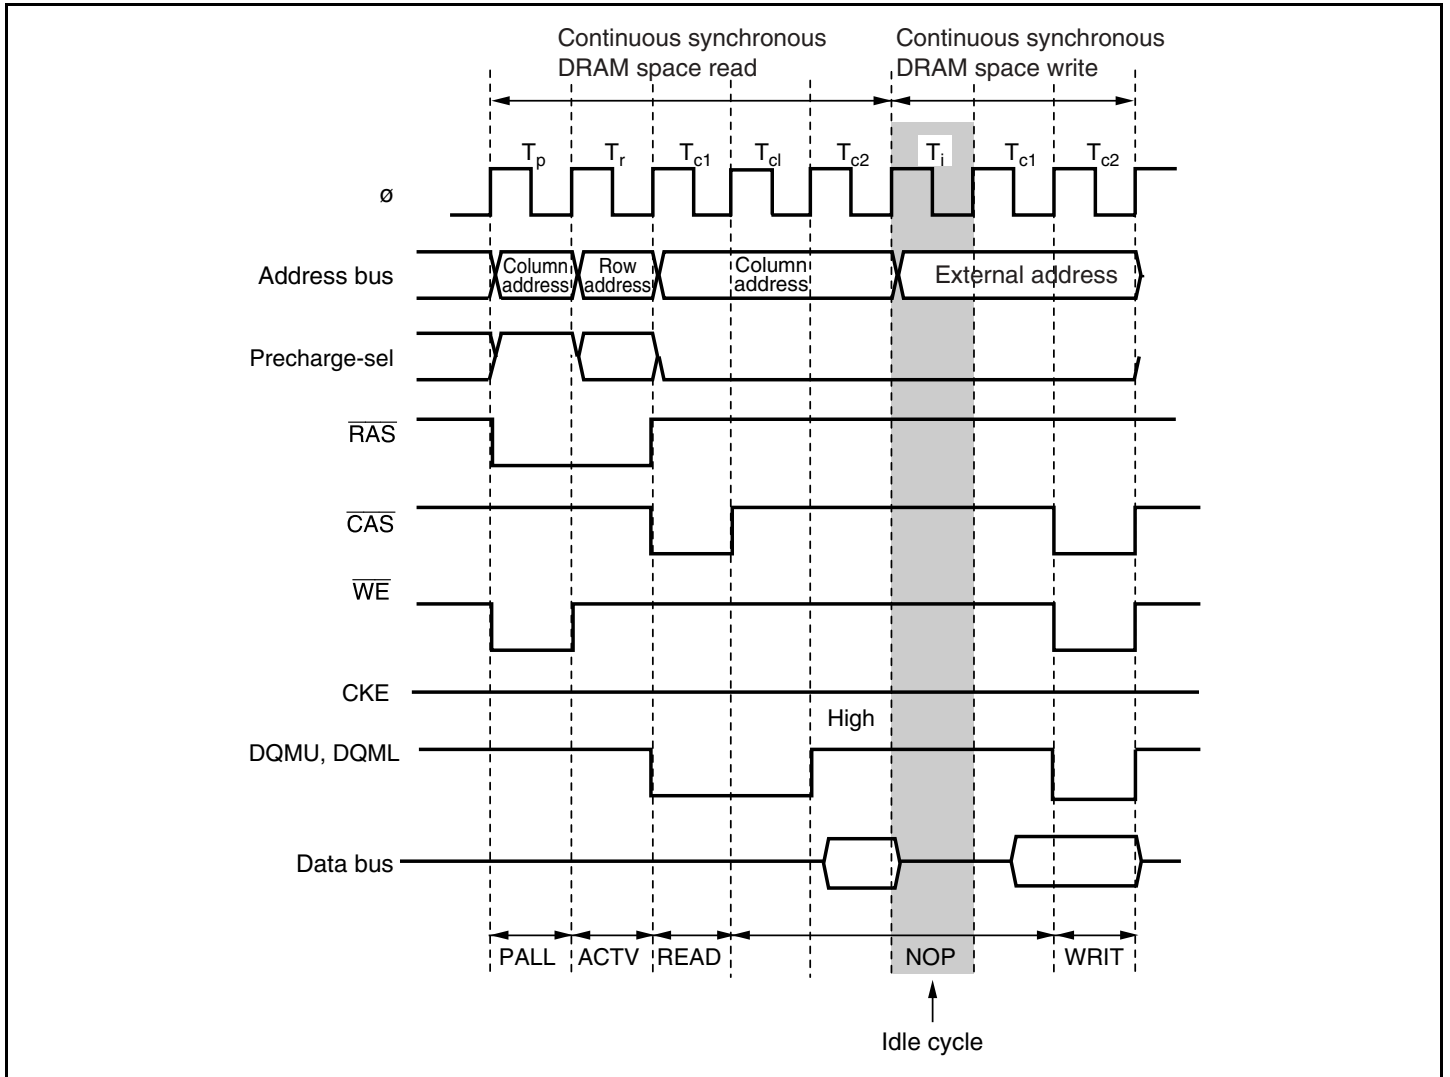 Continuous synchronous
DRAM space read
Continuous synchronous
DRAM space write
Tp Tr Tc1 Tcl Tc2 Ti Tc1 Tc2
ø
Address bus
Column
address
Row
address
Column
address
External address
Precharge-sel
RAS
CAS
WE
CKE
High
DQMU, DQML
Data bus
PALL ACTV READ NOP WRIT
Idle cycle